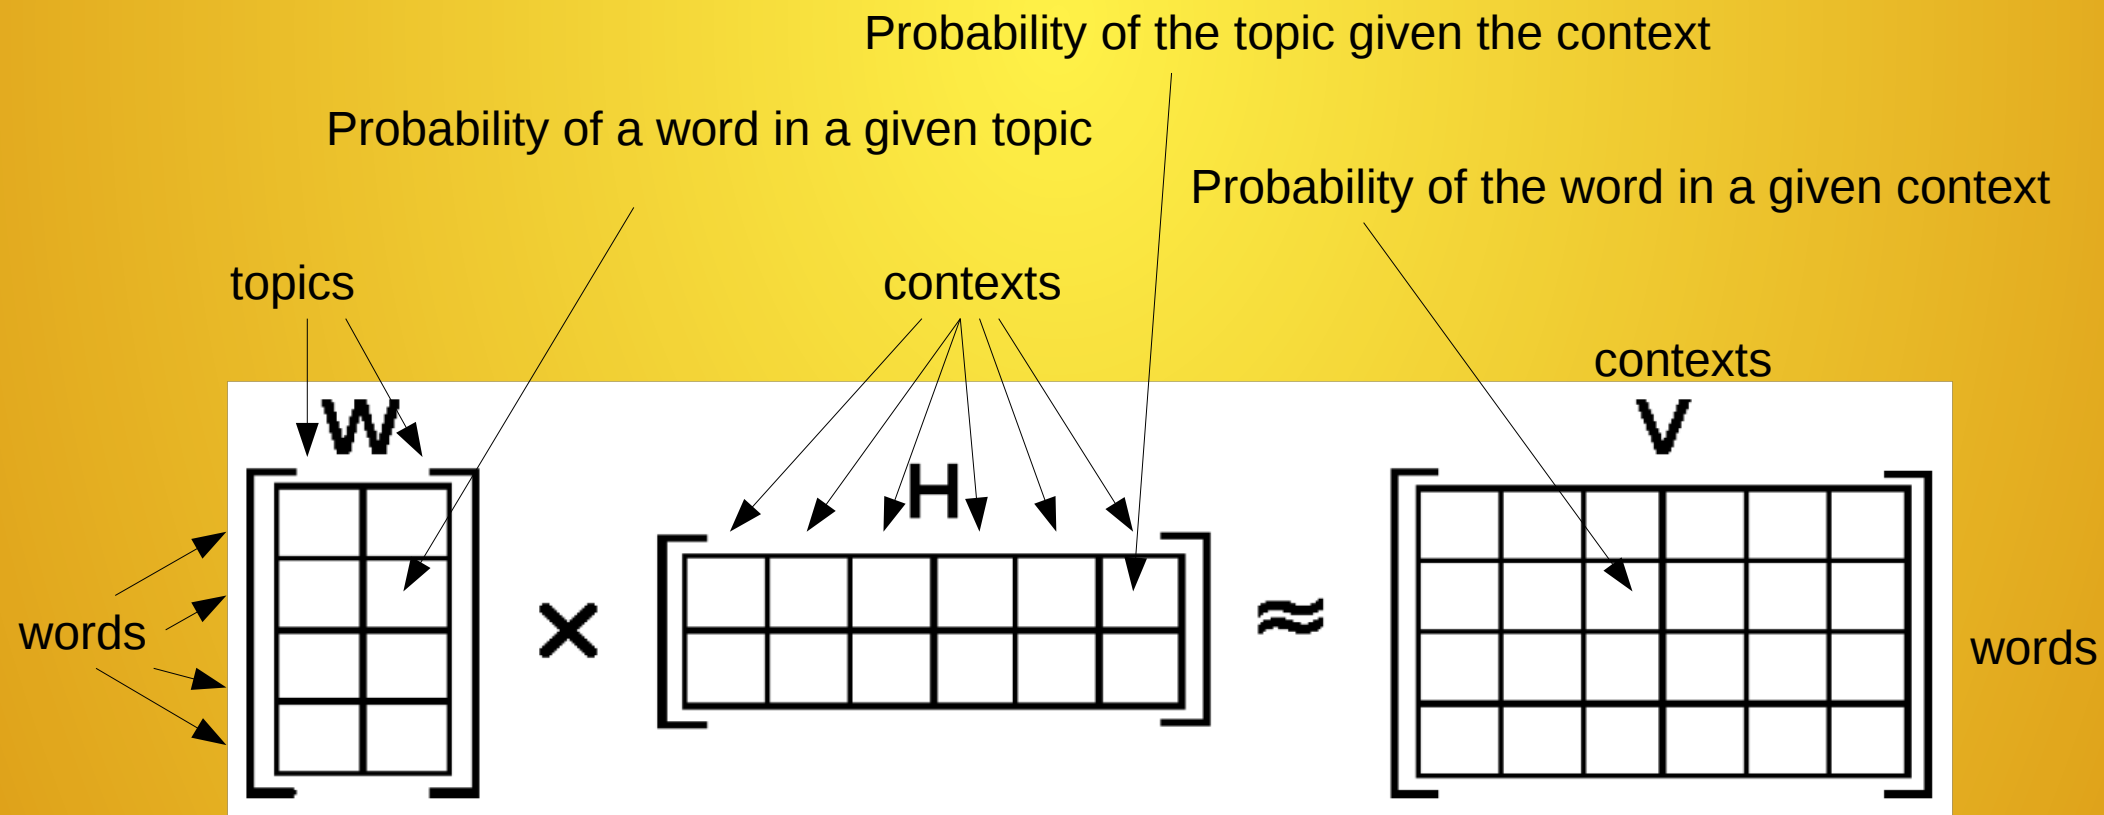 Probability of the topic given the context
Probability of a word in a given topic
Probability of the word in a given context
topics
contexts
contexts
W
H
V
words
×
≈
words